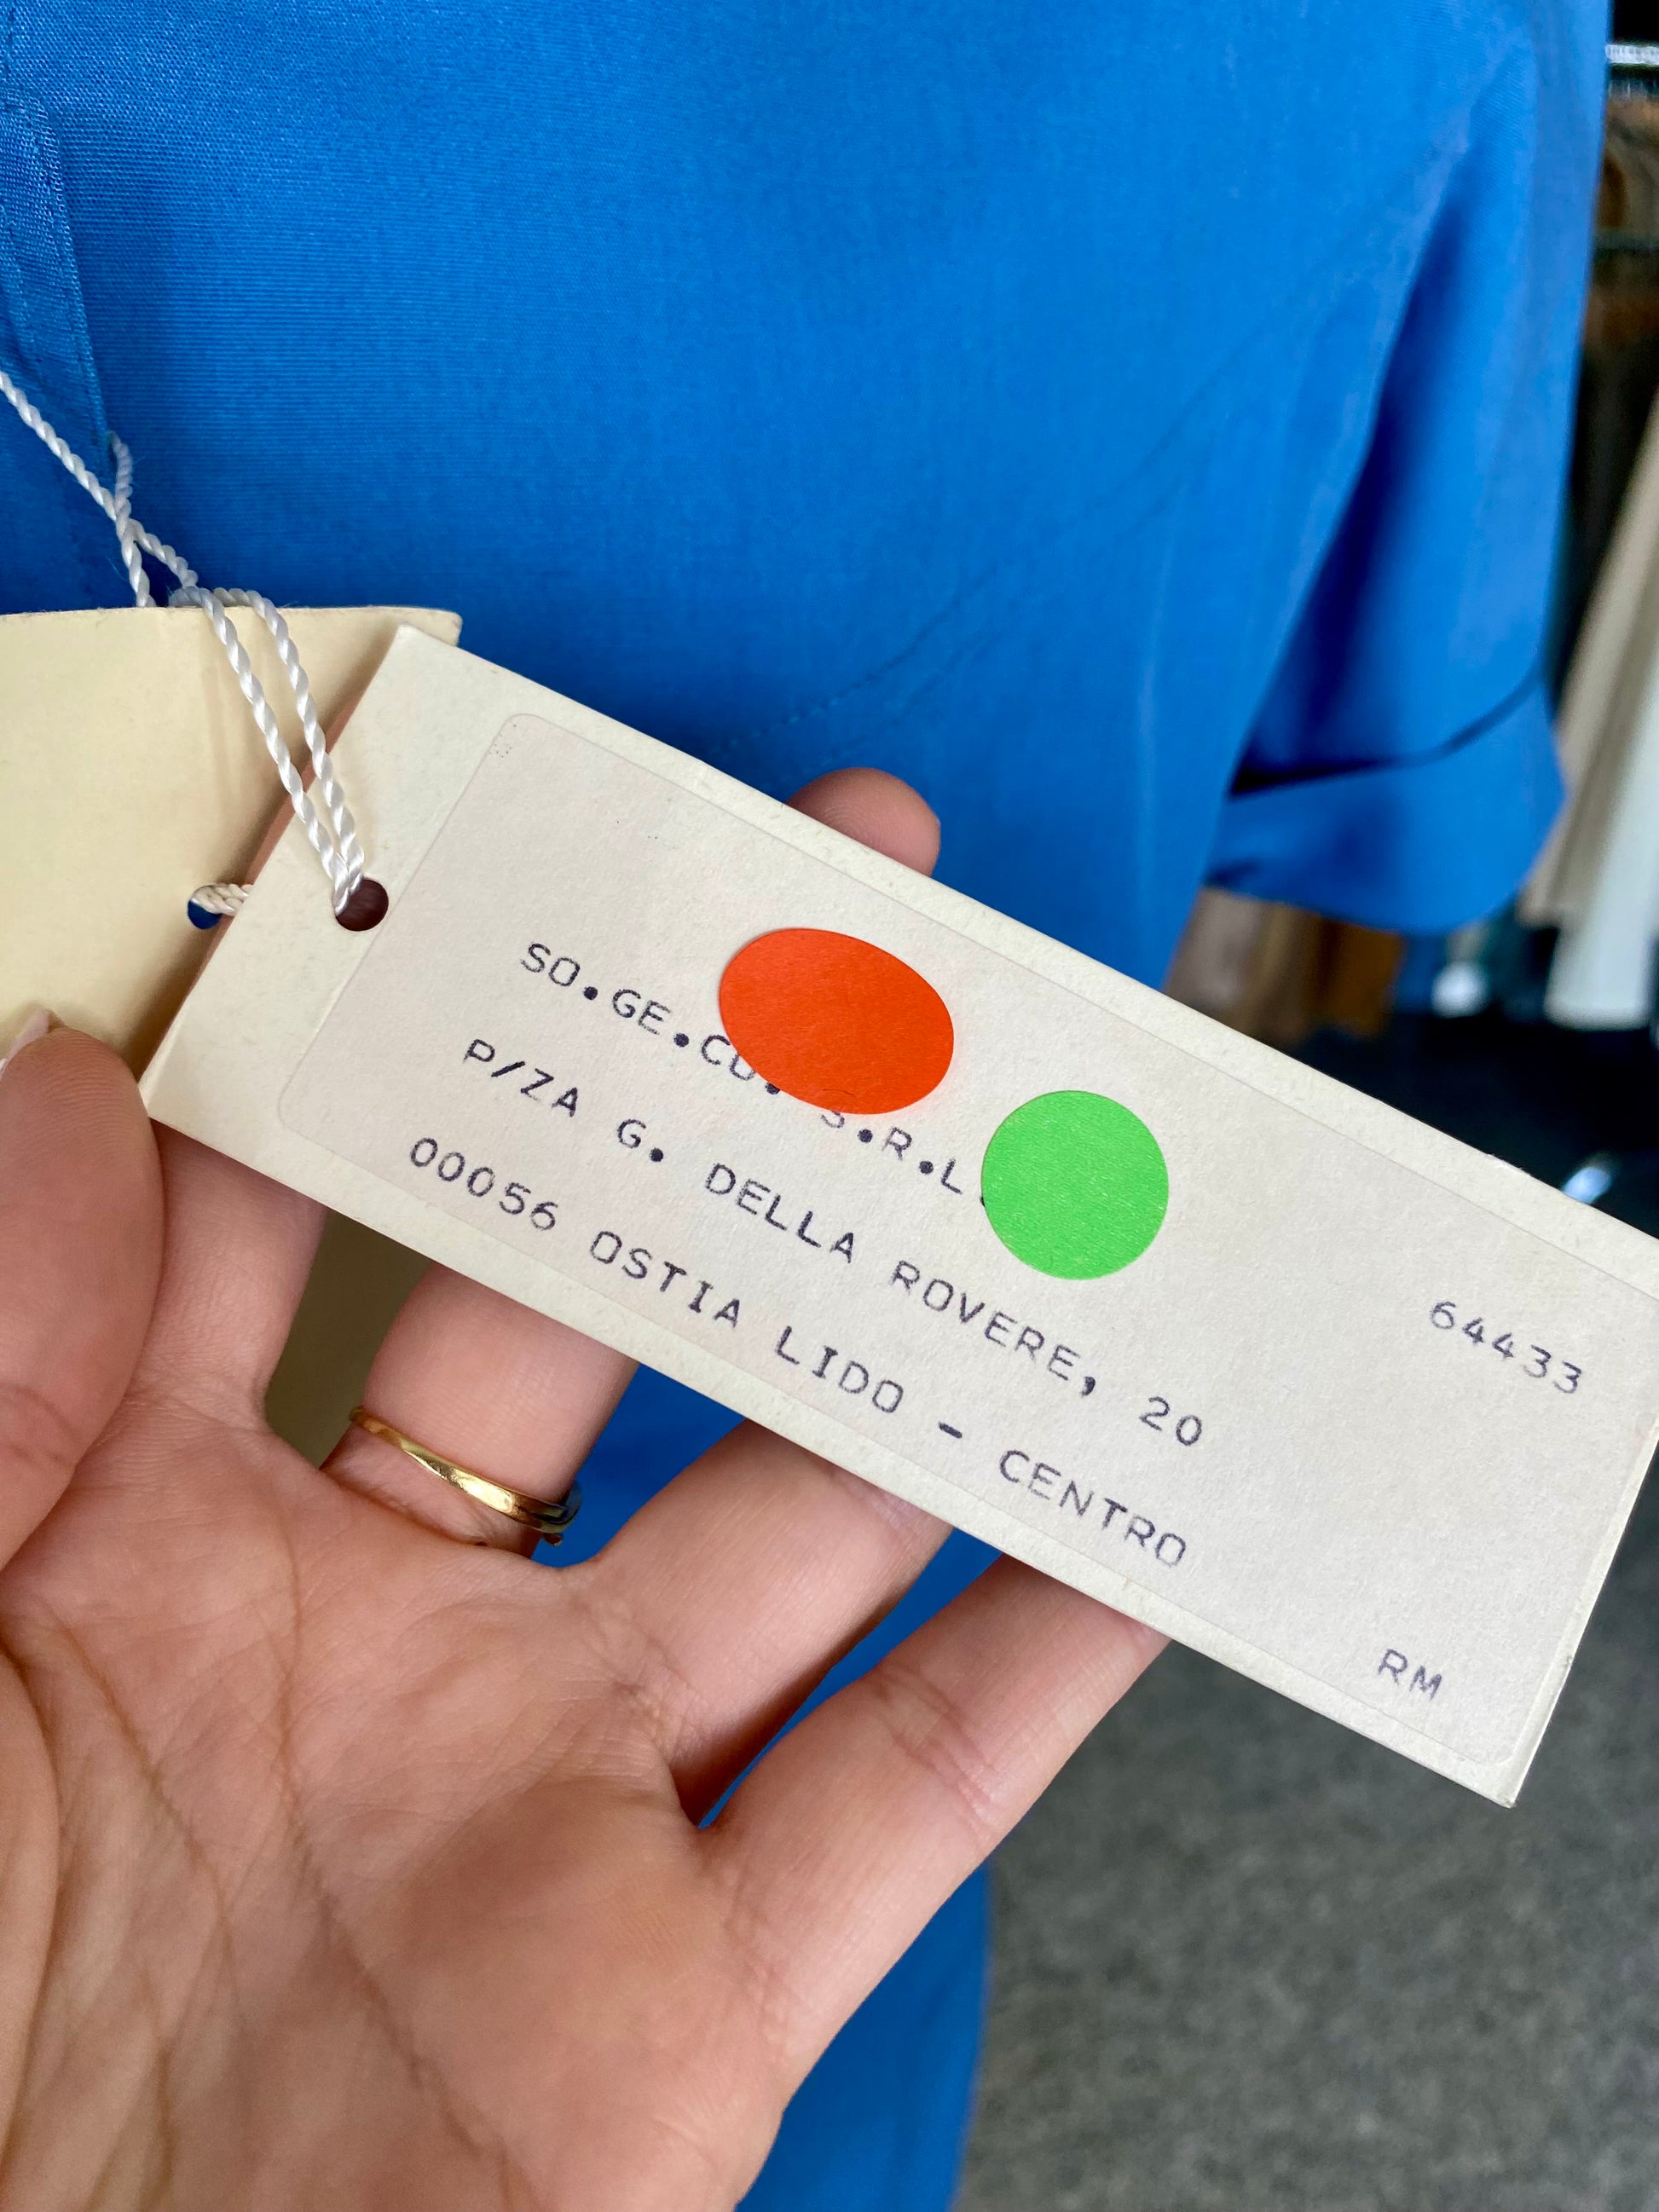 SO.GE.CO. S.R.L.
P/ZA G. DELLA ROVERE, 20
64433
00056 OSTIA LIDO - CENTRO
RM